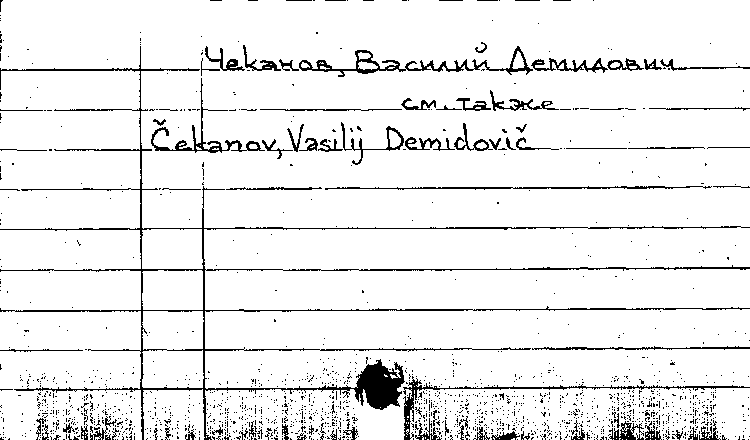 Чеканов, Василий Демидович
см. также
Čekanov, Vasilij Demidovič